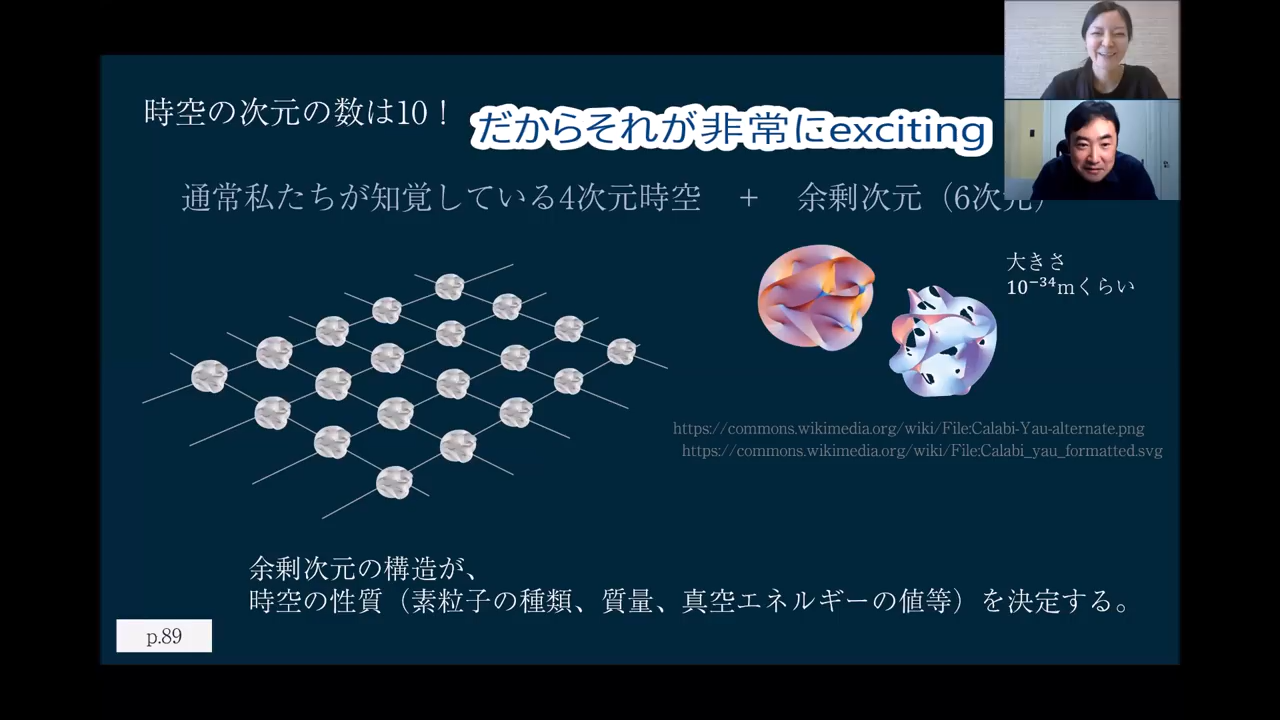 時空の次元の数は10！
だからそれが非常にexciting
通常私たちが知覚している4次元時空 + 余剰次元（6次元）
大きさ
10⁻³⁴mくらい
https://commons.wikimedia.org/wiki/File:Calabi-Yau-alternate.png
https://commons.wikimedia.org/wiki/File:Calabi_yau_formatted.svg
余剰次元の構造が、
時空の性質（素粒子の種類、質量、真空エネルギーの値等）を決定する。
p.89